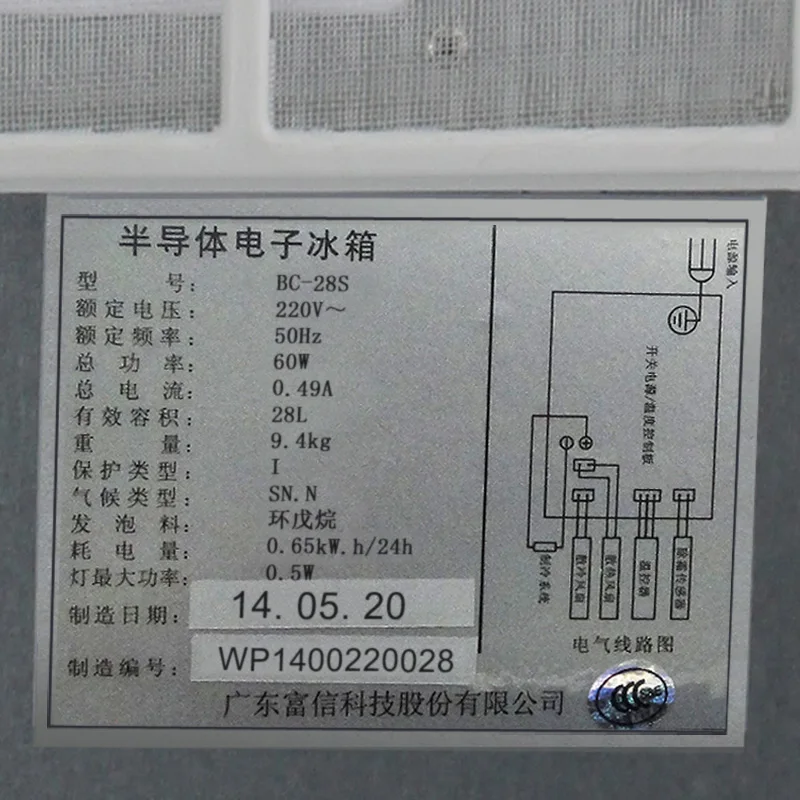 半导体电子冰箱
型号: BC-28S
额定电压: 220V~
额定频率: 50Hz
总功率: 60W
总电流: 0.49A
有效容积: 28L
重量: 9.4kg
保护类型: I
气候类型: SN.N
发泡料: 环戊烷
耗电量: 0.65kW.h/24h
灯最大功率: 0.5W
制造日期: 14.05.20
制造编号: WP1400220028
广东富信科技股份有限公司
电源输入
开关电源/温度控制板
制冷系统
散冷风扇
散热风扇
温控器
除霜传感器
电气线路图
CCC S&E